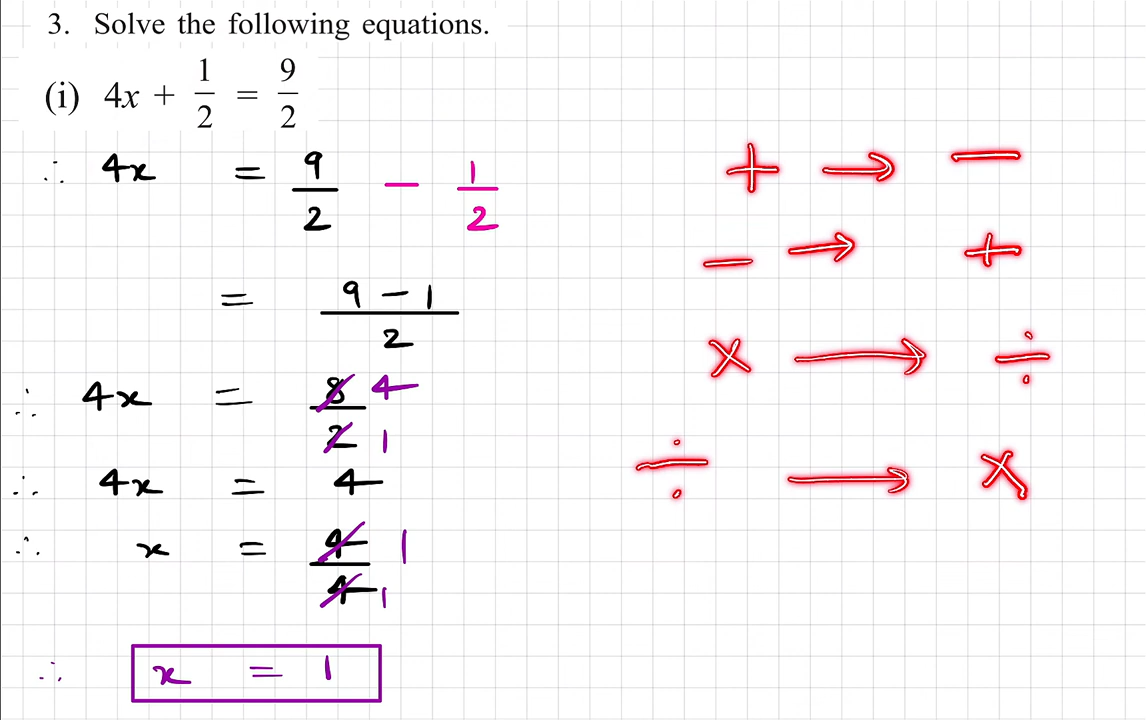 3. Solve the following equations.
(i) 4x + 1/2 = 9/2
∴ 4x = 9/2 − 1/2
= (9 − 1)/2
∴ 4x = 8/2 4 1
∴ 4x = 4
∴ x = 4/4 1 1
∴ x = 1
+ → −
− → +
× → ÷
÷ → ×